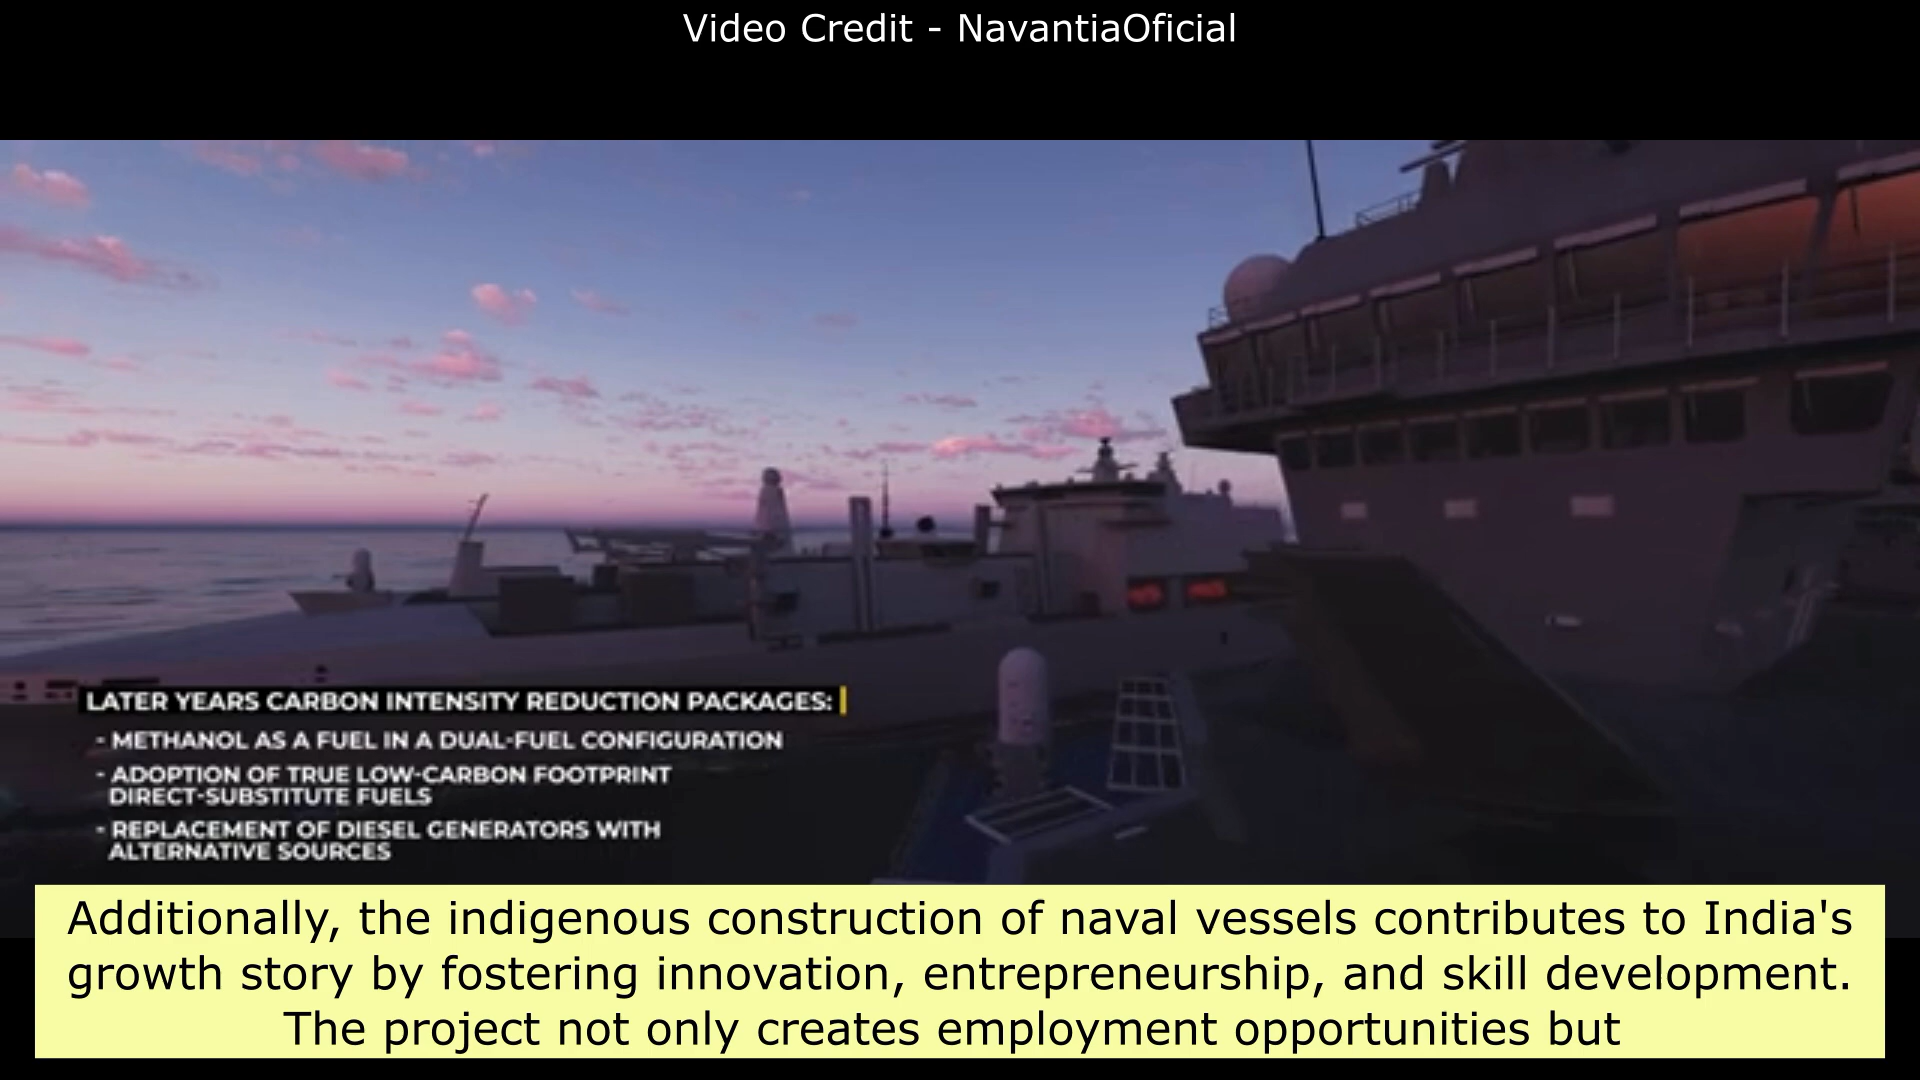 Video Credit - NavantiaOficial
LATER YEARS CARBON INTENSITY REDUCTION PACKAGES:
- METHANOL AS A FUEL IN A DUAL-FUEL CONFIGURATION
- ADOPTION OF TRUE LOW-CARBON FOOTPRINT
DIRECT-SUBSTITUTE FUELS
- REPLACEMENT OF DIESEL GENERATORS WITH
ALTERNATIVE SOURCES
Additionally, the indigenous construction of naval vessels contributes to India's
growth story by fostering innovation, entrepreneurship, and skill development.
The project not only creates employment opportunities but